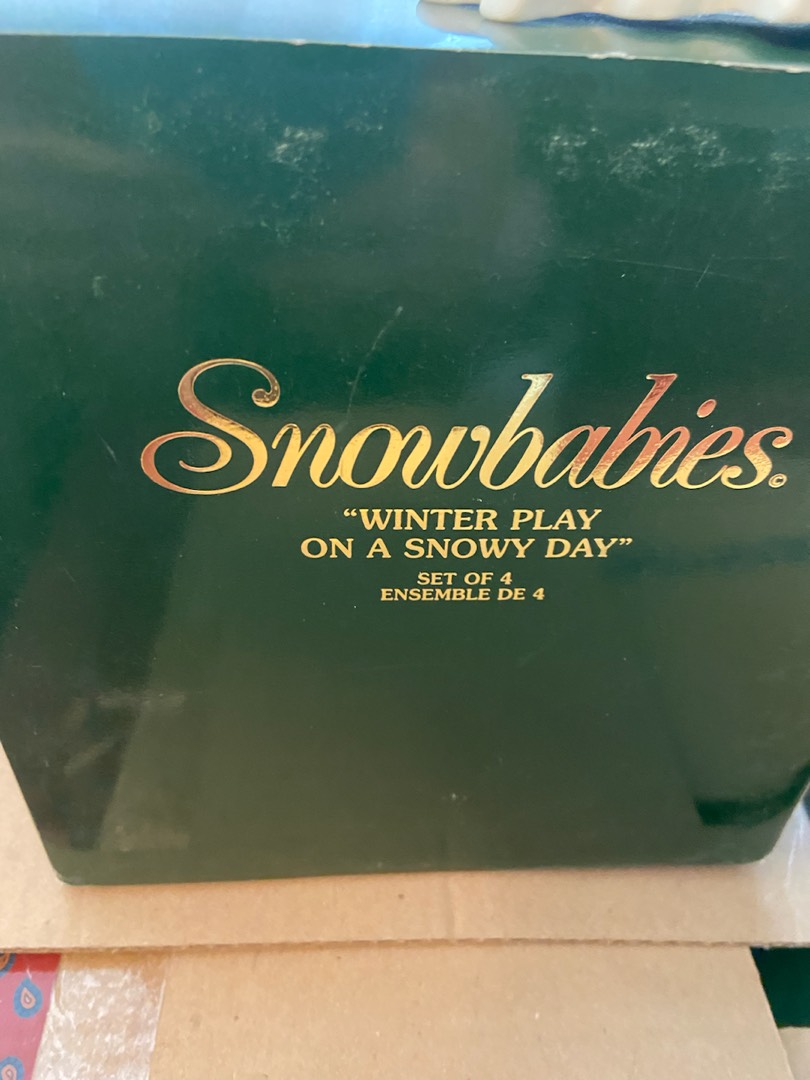 Snowbabies©
“WINTER PLAY
ON A SNOWY DAY”
SET OF 4
ENSEMBLE DE 4